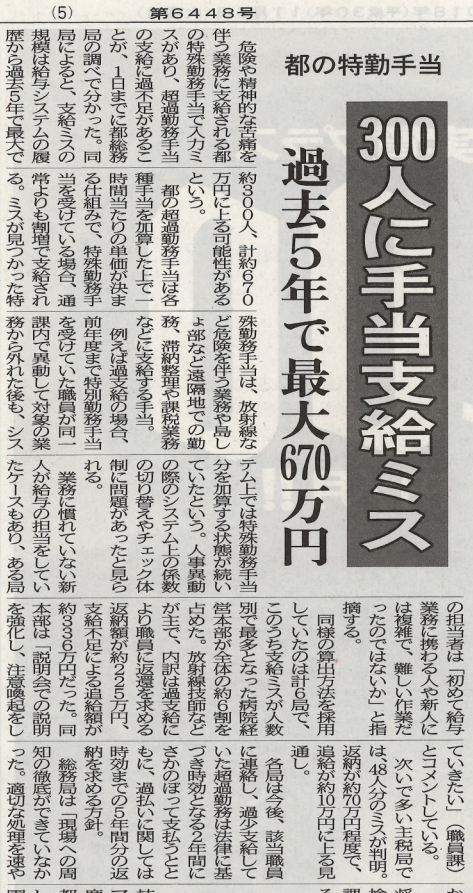 (5)
第6448号
都の特勤手当
300人に手当支給ミス
過去5年で最大670万円
危険や精神的な苦痛を
伴う業務に支給される都
の特殊勤務手当で入力ミ
スがあり、超過勤務手当
の支給に過不足があるこ
とが、1日までに都総務
局の調べで分かった。同
局によると、支給ミスの
規模は給与システムの履
歴から過去5年で最大で
約300人、計約670
万円に上る可能性がある
という。
都の超過勤務手当は各
種手当を加算した上で一
時間当たりの単価が決ま
る仕組みで、特殊勤務手
当を受けている場合、通
常よりも割増で支給され
る。ミスが見つかった特
殊勤務手当は、放射線な
ど危険を伴う業務や島し
ょ部など遠隔地での勤
務、滞納整理や課税業務
などに支給する手当。
例えば過支給の場合、
前年度まで特別勤務手当
を受けていた職員が同一
課内で異動して対象の業
務から外れた後も、シス
テム上では特殊勤務手当
分を加算する状態が続い
ていたという。人事異動
の際のシステム上の係数
の切り替えやチェック体
制に問題があったと見ら
れる。
業務に慣れていない新
人が給与の担当をしてい
たケースもあり、ある局
の担当者は「初めて給与
業務に携わる人や新人に
は複雑で、難しい作業だ
ったのではないか」と指
摘する。
同様の算出方法を採用
していたのは計6局で、
このうち支給ミスが人数
別で最多となった病院経
営本部が全体の約6割を
占めた。放射線技師など
が主で、内訳は過支給に
より職員に返還を求める
返納額が約225万円、
支給不足による追給額が
約336万円だった。同
本部は「説明会での説明
を強化し、注意喚起をし
ていきたい」(職員課)
とコメントしている。
次いで多い主税局で
は、48人分のミスが判明。
返納が約70万円程度で、
追給が約10万円に上る見
通し。
各局は今後、該当職員
に連絡し、過少支給して
いた超過勤務は法律に基
づき時効となる2年間に
さかのぼって支払うとと
もに、過払いに関しては
時効までの5年間分の返
納を求める方針。
総務局は「現場への周
知の徹底ができていなか
った。適切な処理を速や